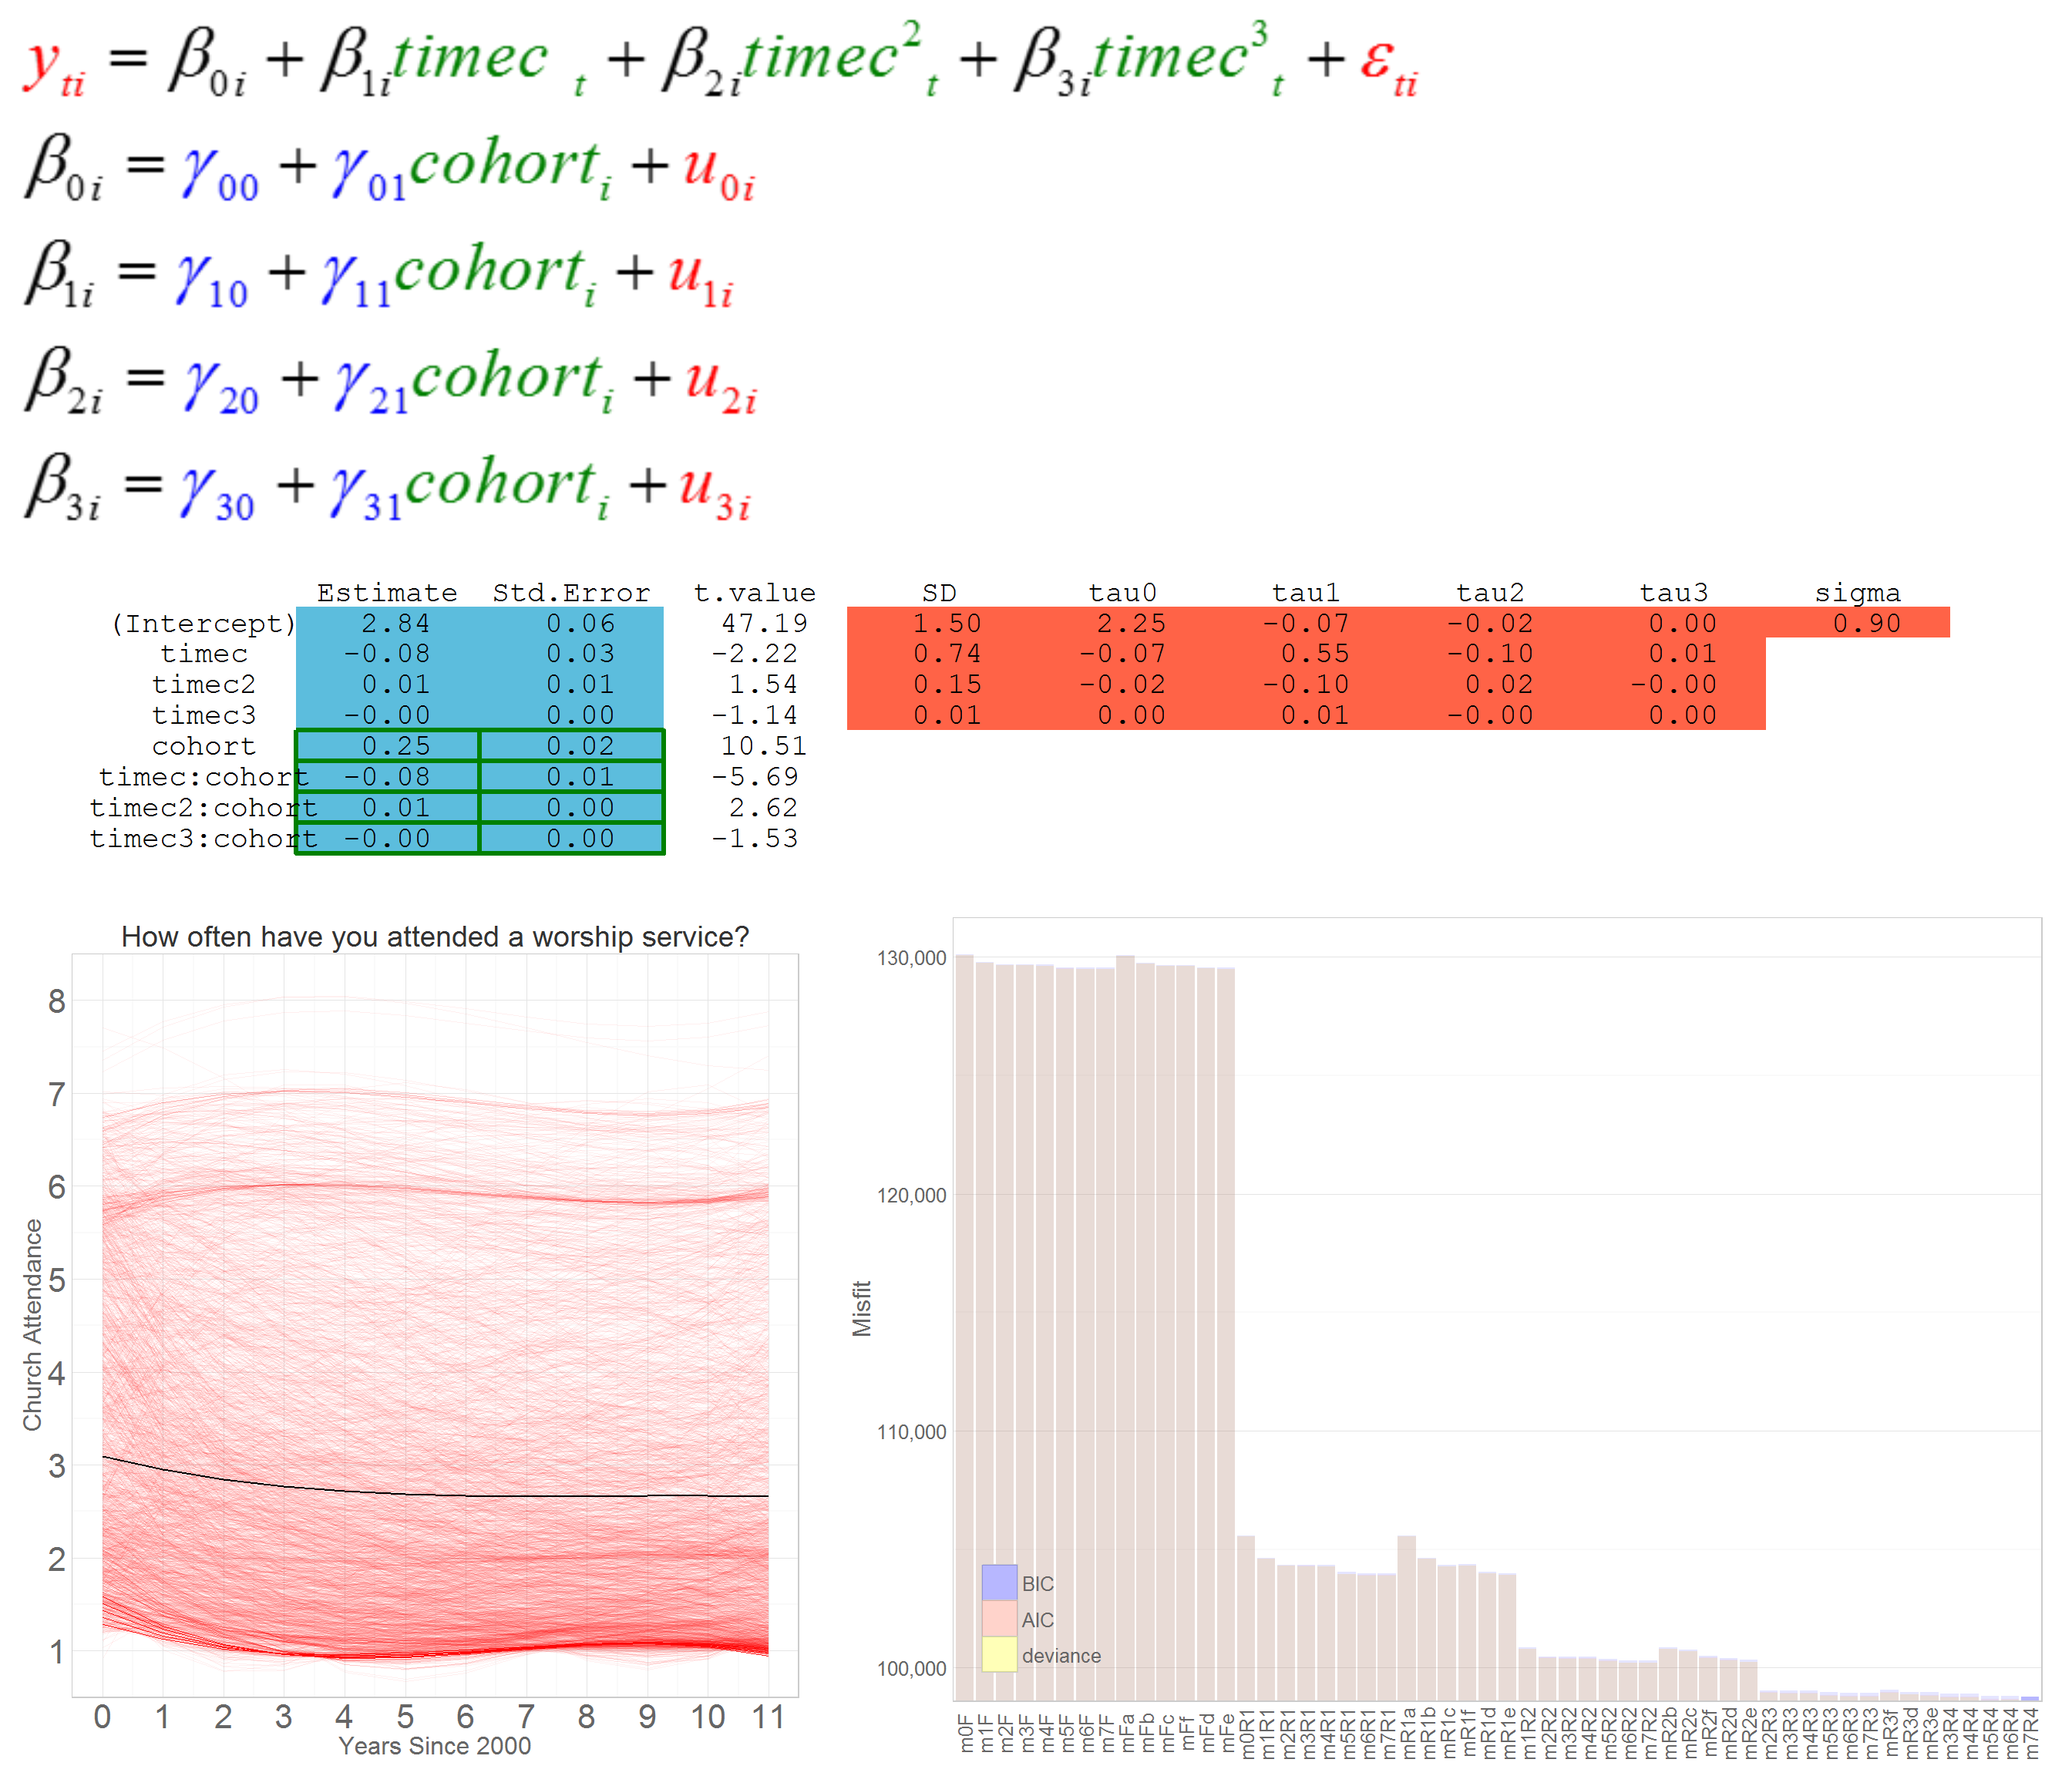 y_ti = β_0i + β_1i timec_t + β_2i timec²_t + β_3i timec³_t + ε_ti
β_0i = γ_00 + γ_01 cohort_i + u_0i
β_1i = γ_10 + γ_11 cohort_i + u_1i
β_2i = γ_20 + γ_21 cohort_i + u_2i
β_3i = γ_30 + γ_31 cohort_i + u_3i
Estimate Std.Error t.value SD tau0 tau1 tau2 tau3 sigma
(Intercept) 2.84 0.06 47.19 1.50 2.25 -0.07 -0.02 0.00 0.90
timec -0.08 0.03 -2.22 0.74 -0.07 0.55 -0.10 0.01
timec2 0.01 0.01 1.54 0.15 -0.02 -0.10 0.02 -0.00
timec3 -0.00 0.00 -1.14 0.01 0.00 0.01 -0.00 0.00
cohort 0.25 0.02 10.51
timec:cohort -0.08 0.01 -5.69
timec2:cohort 0.01 0.00 2.62
timec3:cohort -0.00 0.00 -1.53
How often have you attended a worship service?
8
7
6
5
4
3
2
1
Church Attendance
0 1 2 3 4 5 6 7 8 9 10 11
Years Since 2000
130,000
120,000
110,000
100,000
Misfit
BIC
AIC
deviance
m0F m1F m2F m3F m4F m5F m6F m7F mFa mFb mFc mFf mFd mFe m0R1 m1R1 m2R1 m3R1 m4R1 m5R1 m6R1 m7R1 mR1a mR1b mR1c mR1f mR1d mR1e m1R2 m2R2 m3R2 m4R2 m5R2 m6R2 m7R2 mR2b mR2c mR2f mR2d mR2e m2R3 m3R3 m4R3 m5R3 m6R3 m7R3 mR3f mR3d mR3e m3R4 m4R4 m5R4 m6R4 m7R4